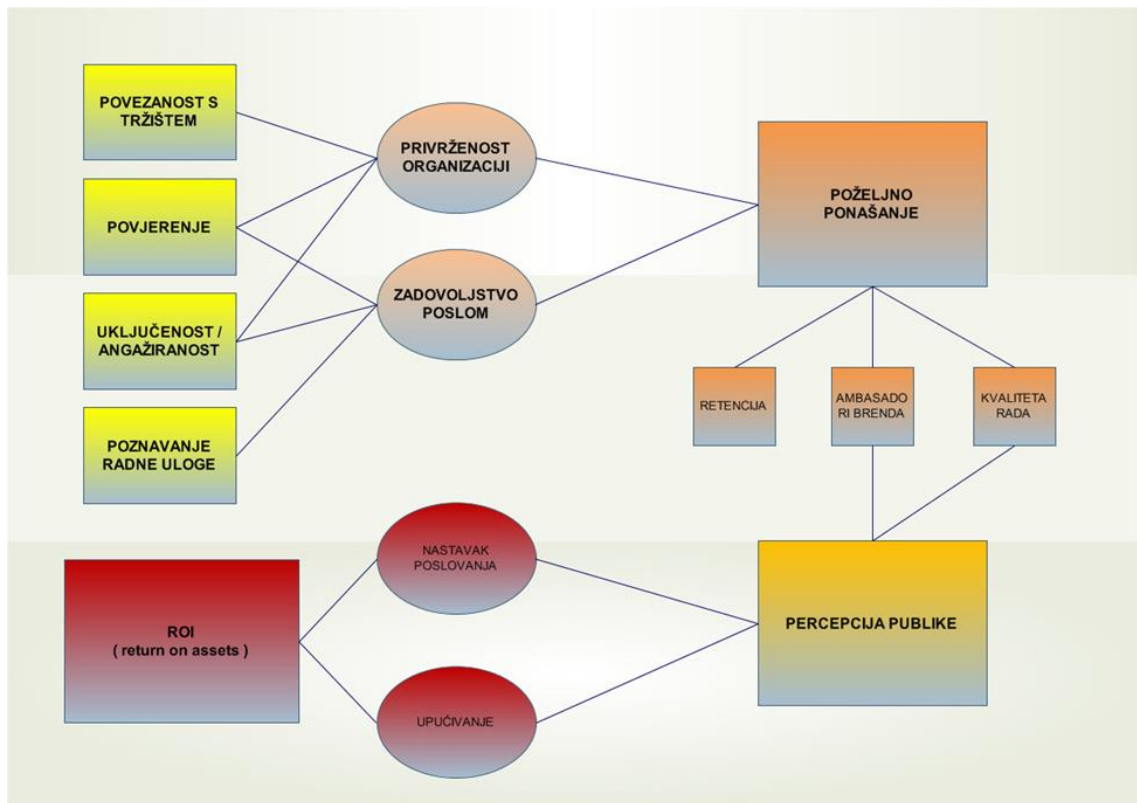 POVEZANOST S
TRŽIŠTEM
POVJERENJE
UKLJUČENOST /
ANGAŽIRANOST
POZNAVANJE
RADNE ULOGE
PRIVRŽENOST
ORGANIZACIJI
ZADOVOLJSTVO
POSLOM
POŽELJNO
PONAŠANJE
RETENCIJA
AMBASADO
RI BRENDA
KVALITETA
RADA
PERCEPCIJA PUBLIKE
NASTAVAK
POSLOVANJA
UPUĆIVANJE
ROI
( return on assets )